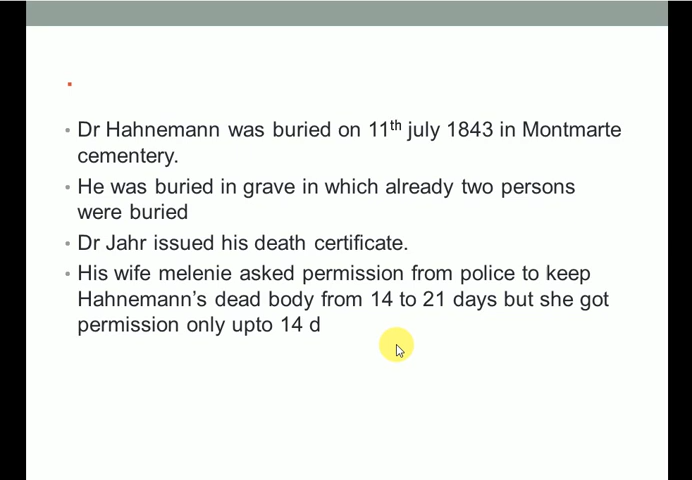 Dr Hahnemann was buried on 11th july 1843 in Montmarte
cementery.
He was buried in grave in which already two persons
were buried
Dr Jahr issued his death certificate.
His wife melenie asked permission from police to keep
Hahnemann's dead body from 14 to 21 days but she got
permission only upto 14 d